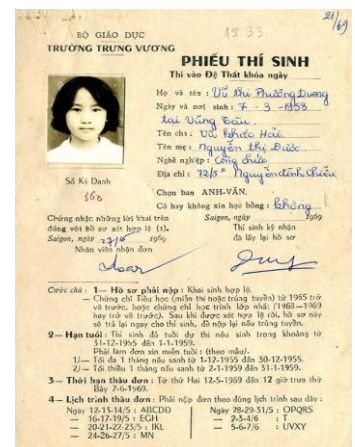 21/69
1533
BỘ GIÁO DỤC
TRƯỜNG TRƯNG VƯƠNG
PHIẾU THÍ SINH
Thi vào Đệ Thất khóa ngày
Họ và tên : Vũ thị Phương Dung
Ngày và nơi sinh : 7 - 3 - 1958
tại Vũng Tàu.
Tên cha : Vũ Khắc Hải.
Tên mẹ : Nguyễn thị Đước.
Nghề nghiệp : Công chức
Địa chỉ : 72/5 Nguyễn đình Chiểu
Số Ký Danh
360
Chọn ban ANH-VĂN.
Có hay không xin học bổng : Không
Chứng nhật những lời khai trên
đúng với hồ sơ xét hợp lệ (1).
Saigon, ngày 27/5 1969
Nhân viên nhận đơn
Saigon, ngày 1969
Thí sinh ký nhận
đã lấy lại hồ sơ
Cước chú : 1— Hồ sơ phải nộp : Khai sinh hợp lệ.
— Chứng chỉ Tiểu học (miễn thi hoặc trúng tuyển) từ 1965 trở
về trước, hoặc chứng chỉ học trình lớp nhất (1968—1969
hay trở về trước). Sau khi được xét hợp lệ rồi, hồ sơ này
sẽ trả lại ngay cho thí sinh, để nộp lại nếu trúng tuyển.
2—Hạn tuổi : Thí sinh đủ tuổi dự thi nếu sinh trong khoảng từ
31-12-1955 đến 1-1-1959.
Phải làm đơn xin miễn tuổi : (theo mẫu).
1)— Tối đa 1 tháng nếu sanh từ 1-12-1955 đến 30-12-1955.
2)— Tối thiểu 1 tháng nếu sanh từ 2-1-1959 đến 31-1-1959.
3—Thời hạn thâu đơn : Từ thứ Hai 12-5-1969 đến 12 giờ trưa thứ
Bảy 7-6-1969.
4—Lịch trình thâu đơn : Phải nộp đơn theo đúng lịch trình sau đây :
Ngày 12-13-14/5 : ABCDD
— 16-17-19/5 : EGH
— 20-21-22-23/5 : IKL
— 24-26-27/5 : MN
Ngày 28-29-31/5 : OPQRS
— 2-3-4/6 : T
— 5-6-7/6 : UVXY